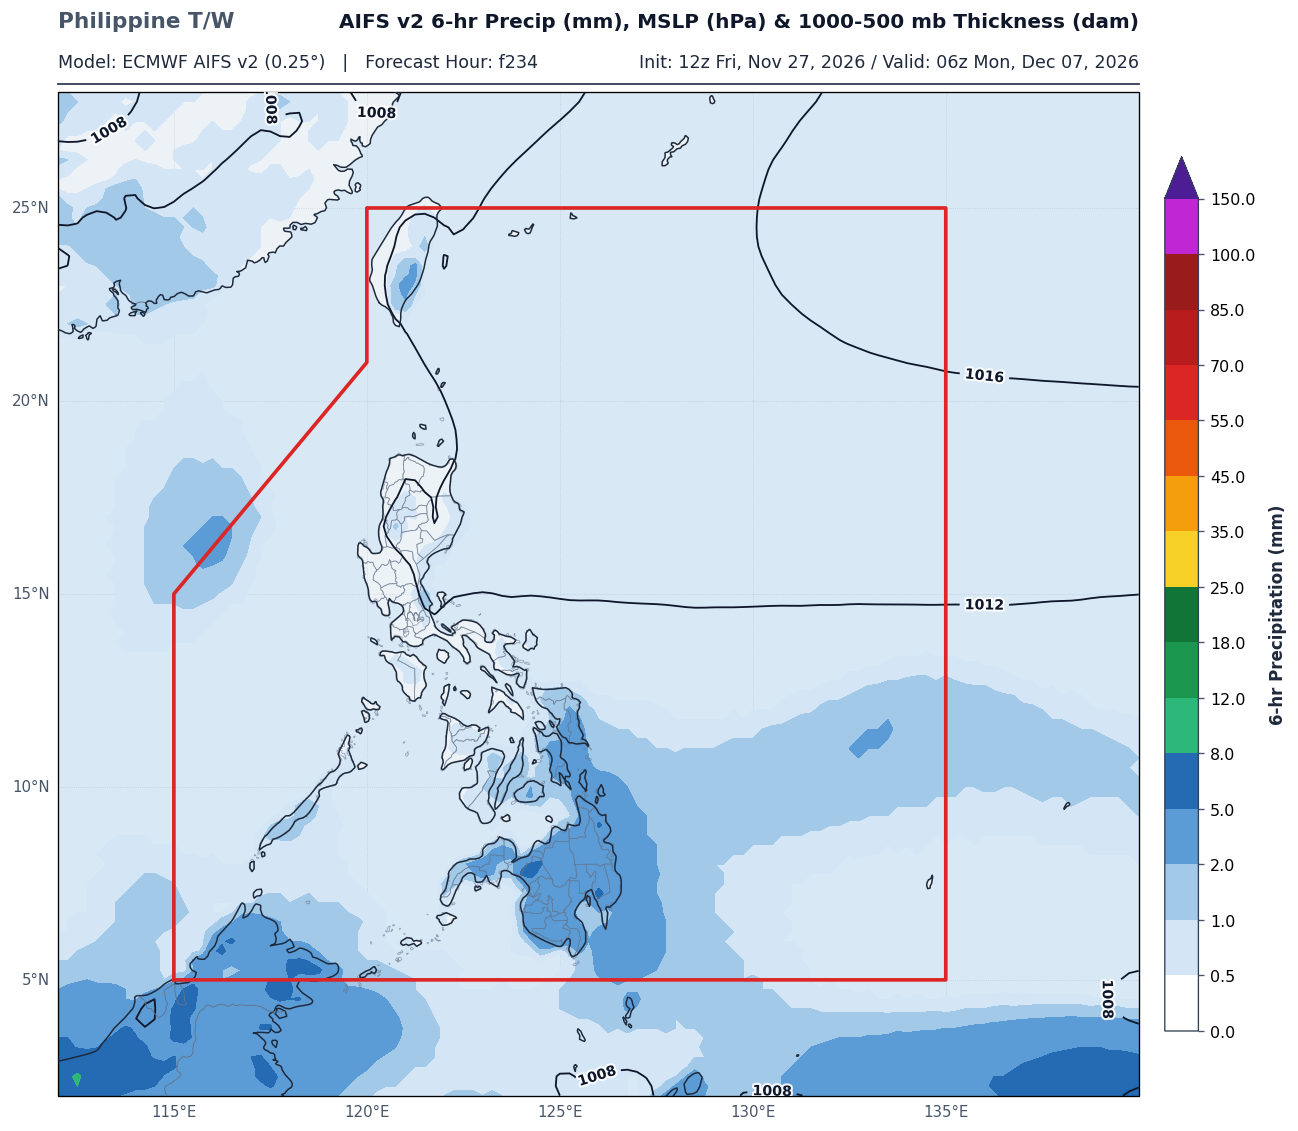 Philippine T/W
AIFS v2 6-hr Precip (mm), MSLP (hPa) & 1000-500 mb Thickness (dam)
Model: ECMWF AIFS v2 (0.25°) | Forecast Hour: f234
Init: 12z Fri, Nov 27, 2026 / Valid: 06z Mon, Dec 07, 2026
1008
1008
1008
1016
1012
1008
1008
1008
25°N
20°N
15°N
10°N
5°N
115°E
120°E
125°E
130°E
135°E
150.0
100.0
85.0
70.0
55.0
45.0
35.0
25.0
18.0
12.0
8.0
5.0
2.0
1.0
0.5
0.0
6-hr Precipitation (mm)